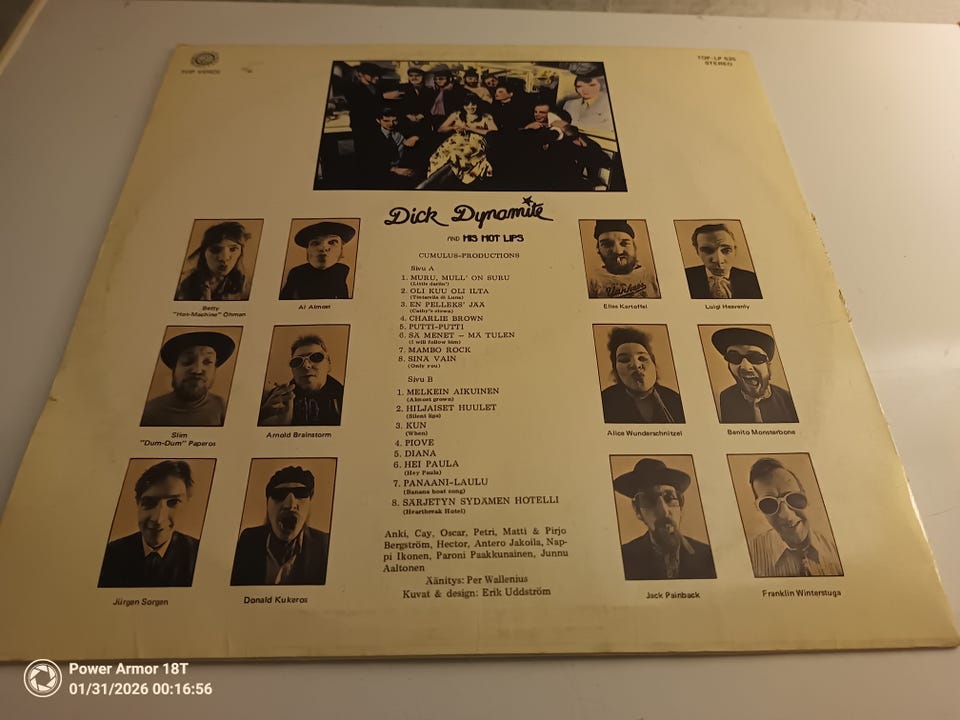 TOP VOICE
TOP-LP 525
STEREO
Dick Dynamite
AND HIS HOT LIPS
CUMULUS-PRODUCTIONS
Sivu A
1. MURU, MULL' ON SURU
(Little darlin')
2. OLI KUU OLI ILTA
(Tintarella di Luna)
3. EN PELLEKS' JÄÄ
(Cathy's clown)
4. CHARLIE BROWN
5. PUTTI-PUTTI
6. SÄ MENET – MÄ TULEN
(I will follow him)
7. MAMBO ROCK
8. SINÄ VAIN
(Only you)
Sivu B
1. MELKEIN AIKUINEN
(Almost grown)
2. HILJAISET HUULET
(Silent lips)
3. KUN
(When)
4. PIOVE
5. DIANA
6. HEI PAULA
(Hey Paula)
7. PANAANI-LAULU
(Banana boat song)
8. SÄRJETYN SYDÄMEN HOTELLI
(Heartbreak Hotel)
Anki, Cay, Oscar, Petri, Matti & Pirjo
Bergström, Hector, Antero Jakoila, Nap-
pi Ikonen, Paroni Paakkunainen, Junnu
Aaltonen
Äänitys: Per Wallenius
Kuvat & design: Erik Uddström
Betty
"Hon-Machine" Öhman
Al Almost
Slim
"Dum-Dum" Paperos
Arnold Brainstorm
Jürgen Sorgen
Donald Kukeros
Yankees
Elias Kartoffel
Luigi Heavenly
Alice Wunderschnitzel
Benito Monsterbone
Jack Painback
Franklin Winterstuga
Power Armor 18T
01/31/2026 00:16:56